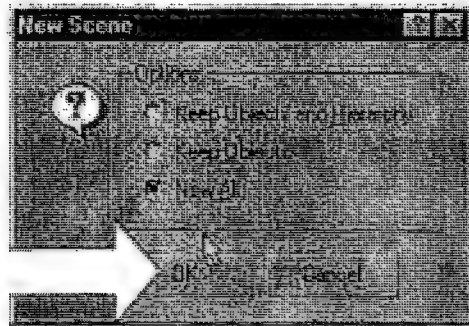 New Scene
Options
Keep Objects and Hierarchy
Keep Objects
New All
OK Cancel